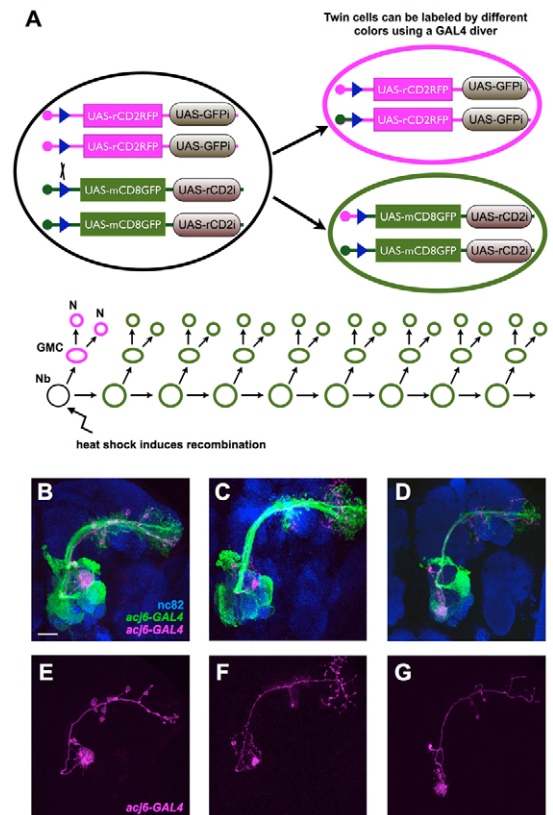 A
Twin cells can be labeled by different
colors using a GAL4 diver
UAS-rCD2RFP UAS-GFPi
UAS-rCD2RFP UAS-GFPi
UAS-mCD8GFP UAS-rCD2i
UAS-mCD8GFP UAS-rCD2i
UAS-rCD2RFP UAS-GFPi
UAS-rCD2RFP UAS-GFPi
UAS-mCD8GFP UAS-rCD2i
UAS-mCD8GFP UAS-rCD2i
N
N
GMC
Nb
heat shock induces recombination
B
nc82
acj6-GAL4
acj6-GAL4
C
D
E
acj6-GAL4
F
G